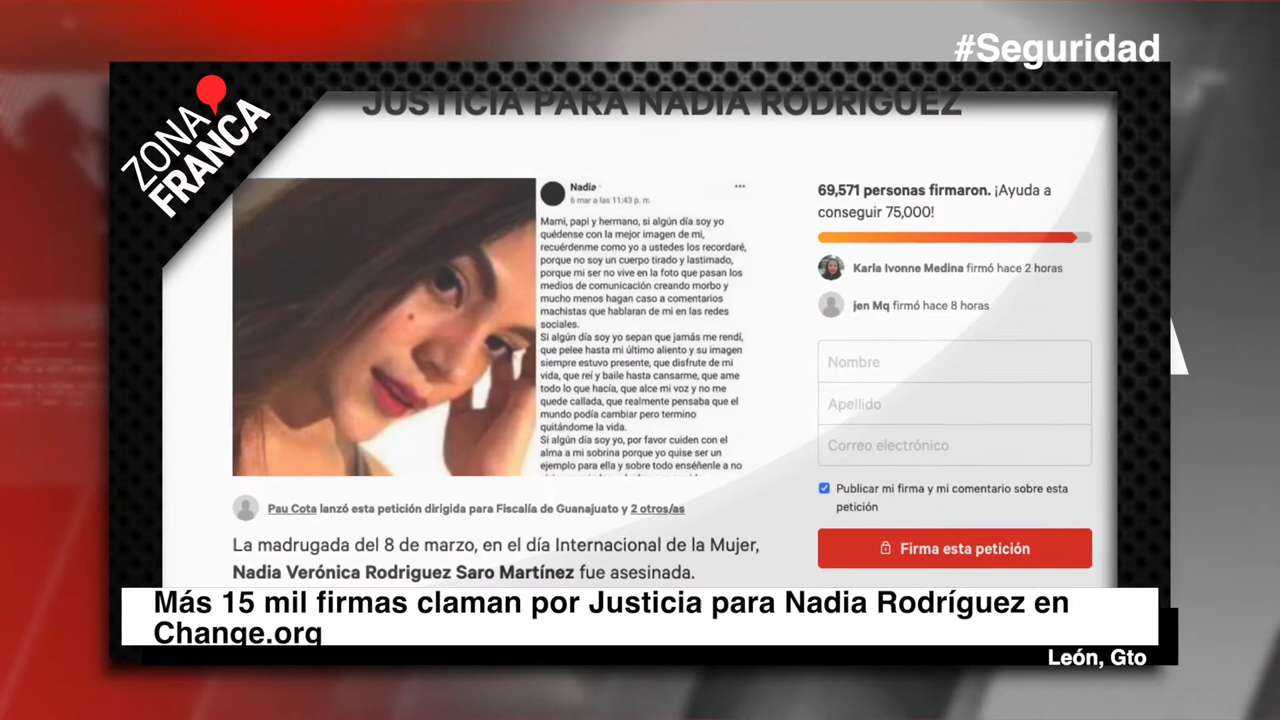 #Seguridad
ZONA
FRANCA
JUSTICIA PARA NADIA RODRÍGUEZ
Nadia
6 mar a las 11:43 p. m.
Mami, papi y hermano, si algún día soy yo
quédense con la mejor imagen de mi,
recuérdenme como yo a ustedes los recordaré,
porque no soy un cuerpo tirado y lastimado,
porque mi ser no vive en la foto que pasan los
medios de comunicación creando morbo y
mucho menos hagan caso a comentarios
machistas que hablaran de mi en las redes
sociales.
Si algún día soy yo sepan que jamás me rendí,
que pelee hasta mi último aliento y su imagen
siempre estuvo presente, que disfrute de mi
vida, que reí y baile hasta cansarme, que ame
todo lo que hacía, que alce mi voz y no me
quede callada, que realmente pensaba que el
mundo podía cambiar pero termino
quitándome la vida.
Si algún día soy yo, por favor cuiden con el
alma a mi sobrina porque yo quise ser un
ejemplo para ella y sobre todo enséñenle a no
69,571 personas firmaron. ¡Ayuda a
conseguir 75,000!
Karla Ivonne Medina firmó hace 2 horas
jen Mq firmó hace 8 horas
Nombre
Apellido
Correo electrónico
Publicar mi firma y mi comentario sobre esta
petición
Firma esta petición
Pau Cota lanzó esta petición dirigida para Fiscalía de Guanajuato y 2 otros/as
La madrugada del 8 de marzo, en el día Internacional de la Mujer,
Nadia Verónica Rodriguez Saro Martínez fue asesinada.
Más 15 mil firmas claman por Justicia para Nadia Rodríguez en
Change.org
León, Gto